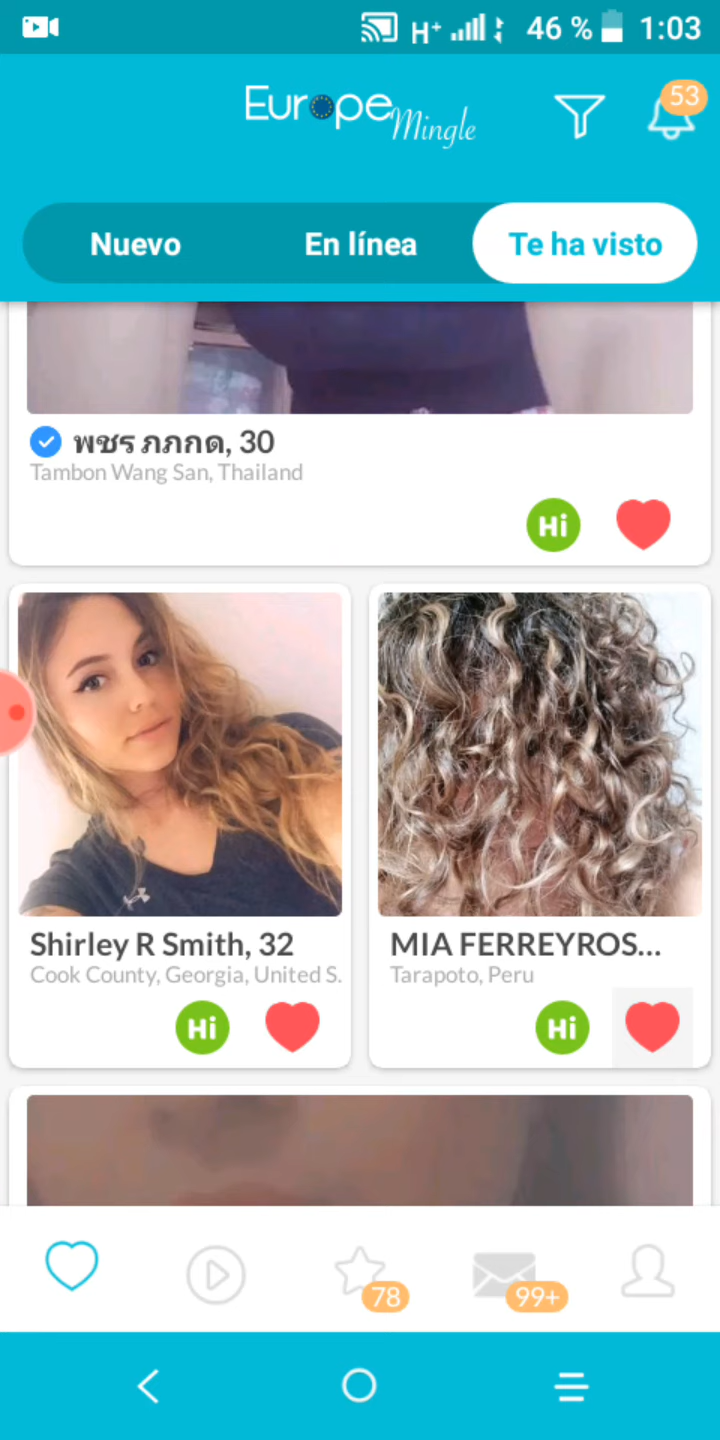 46 % 1:03
H+
Europe Mingle
53
Nuevo En línea Te ha visto
พชร ภภกด, 30
Tambon Wang San, Thailand
Hi
Shirley R Smith, 32
Cook County, Georgia, United S.
Hi
MIA FERREYROS...
Tarapoto, Peru
Hi
78 99+